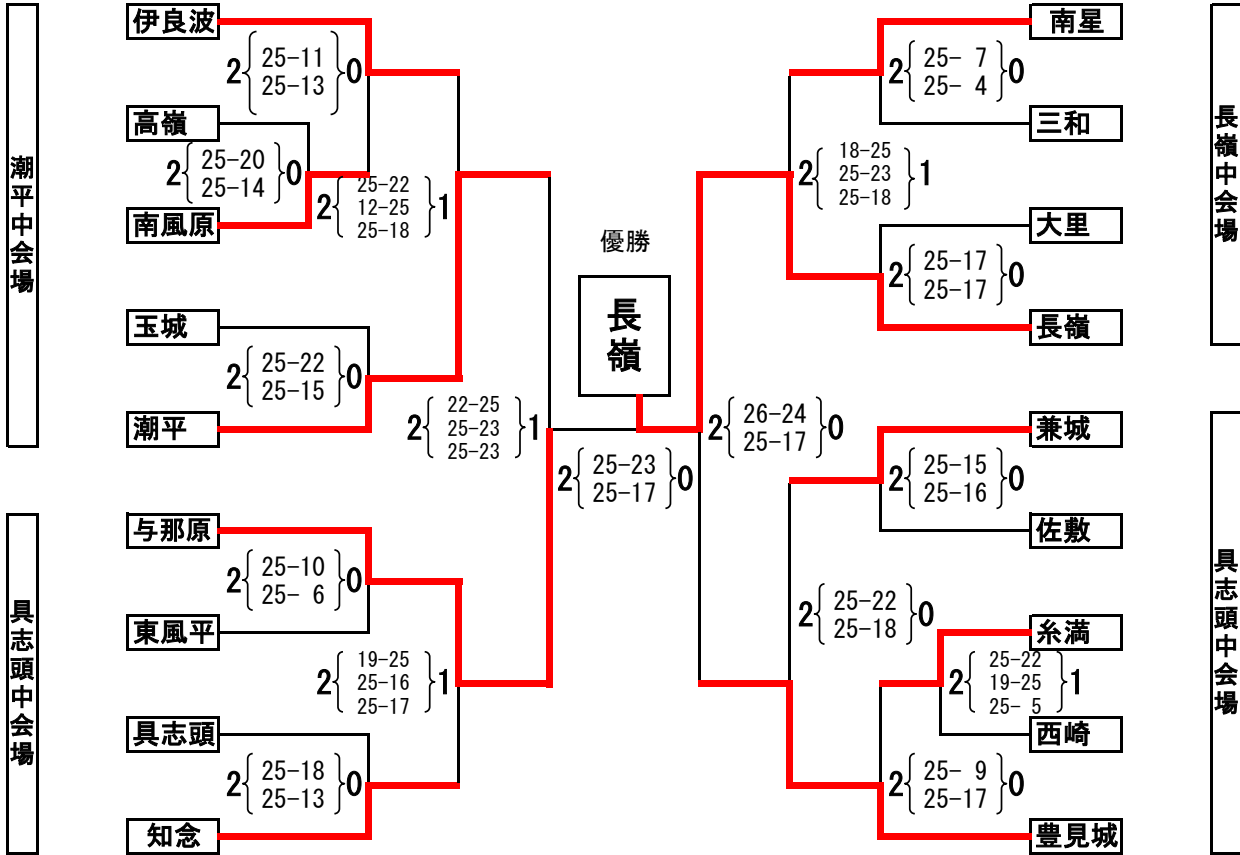 潮平中会場
伊良波
2 25-11 0
25-13
高嶺
2 25-20 0
25-14
南風原
2 25-22 1
12-25
25-18
玉城
2 25-22 0
25-15
潮平
2 22-25 1
25-23
25-23
具志頭中会場
与那原
2 25-10 0
25- 6
東風平
2 19-25 1
25-16
25-17
具志頭
2 25-18 0
25-13
知念
優勝
長嶺
2 25-23 0
25-17
長嶺中会場
南星
2 25- 7 0
25- 4
三和
2 18-25 1
25-23
25-18
大里
2 25-17 0
25-17
長嶺
2 26-24 0
25-17
具志頭中会場
兼城
2 25-15 0
25-16
佐敷
2 25-22 0
25-18
糸満
2 25-22 1
19-25
25- 5
西崎
2 25- 9 0
25-17
豊見城